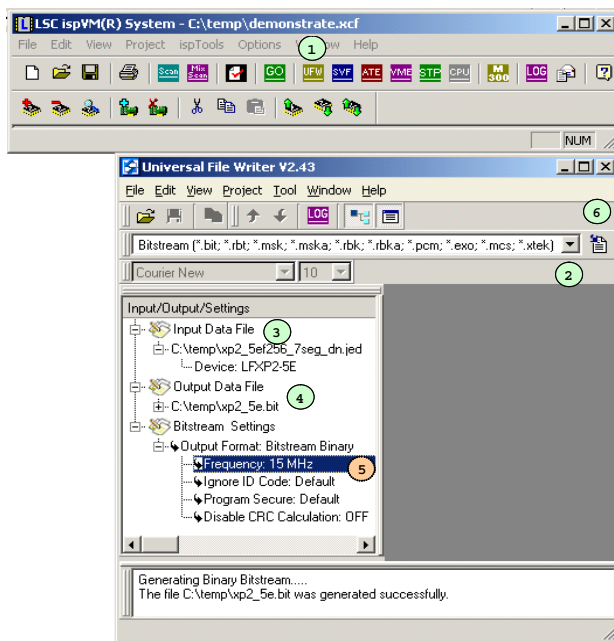 LSC ispVM(R) System - C:\temp\demonstrate.xcf
File Edit View Project ispTools Options Help
1
Scan Mix Scan GO UFW SVF ATE VME STP CPU M 300 LOG ?
NUM
Universal File Writer V2.43
File Edit View Project Tool Window Help
LOG
6
Bitstream (*.bit; *.rbt; *.msk; *.mska; *.rbk; *.rbka; *.pcm; *.exo; *.mcs; *.xtek)
Courier New 10
2
Input/Output/Settings
Input Data File
3
C:\temp\xp2_5ef256_7seg_dn.jed
Device: LFXP2-5E
Output Data File
4
C:\temp\xp2_5e.bit
Bitstream Settings
Output Format: Bitstream Binary
Frequency: 15 MHz
5
Ignore ID Code: Default
Program Secure: Default
Disable CRC Calculation: OFF
Generating Binary Bitstream.....
The file C:\temp\xp2_5e.bit was generated successfully.